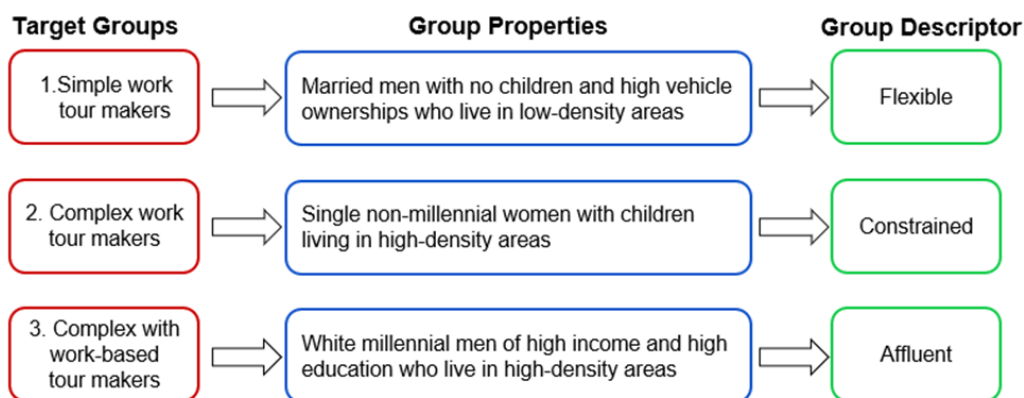 Target Groups
Group Properties
Group Descriptor
1.Simple work
tour makers
Married men with no children and high vehicle
ownerships who live in low-density areas
Flexible
2. Complex work
tour makers
Single non-millennial women with children
living in high-density areas
Constrained
3. Complex with
work-based
tour makers
White millennial men of high income and high
education who live in high-density areas
Affluent